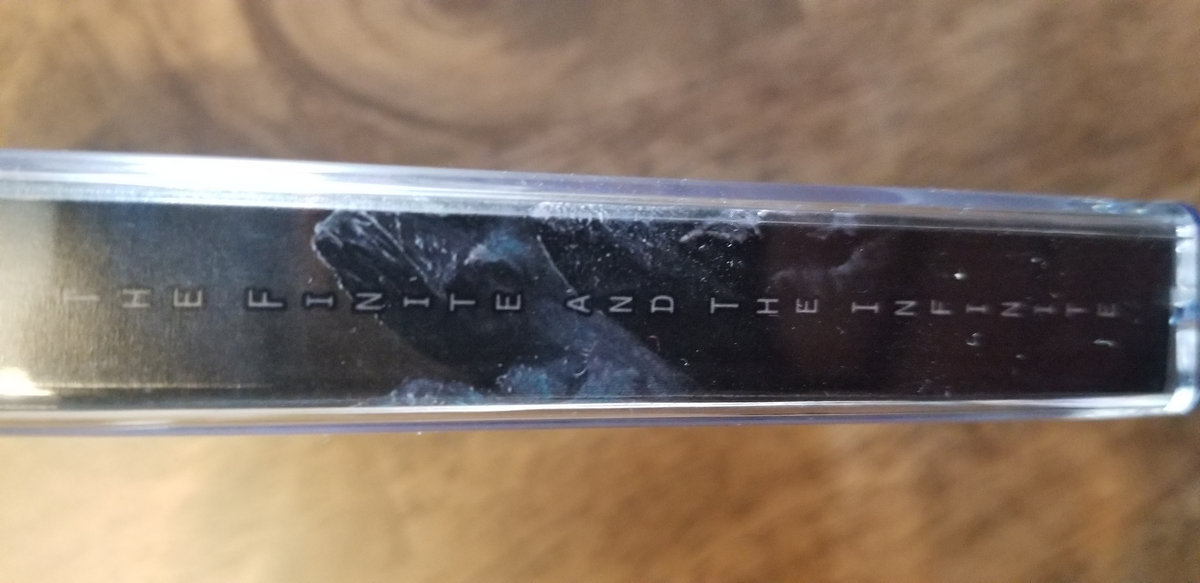 THE FINITE AND THE INFINITE